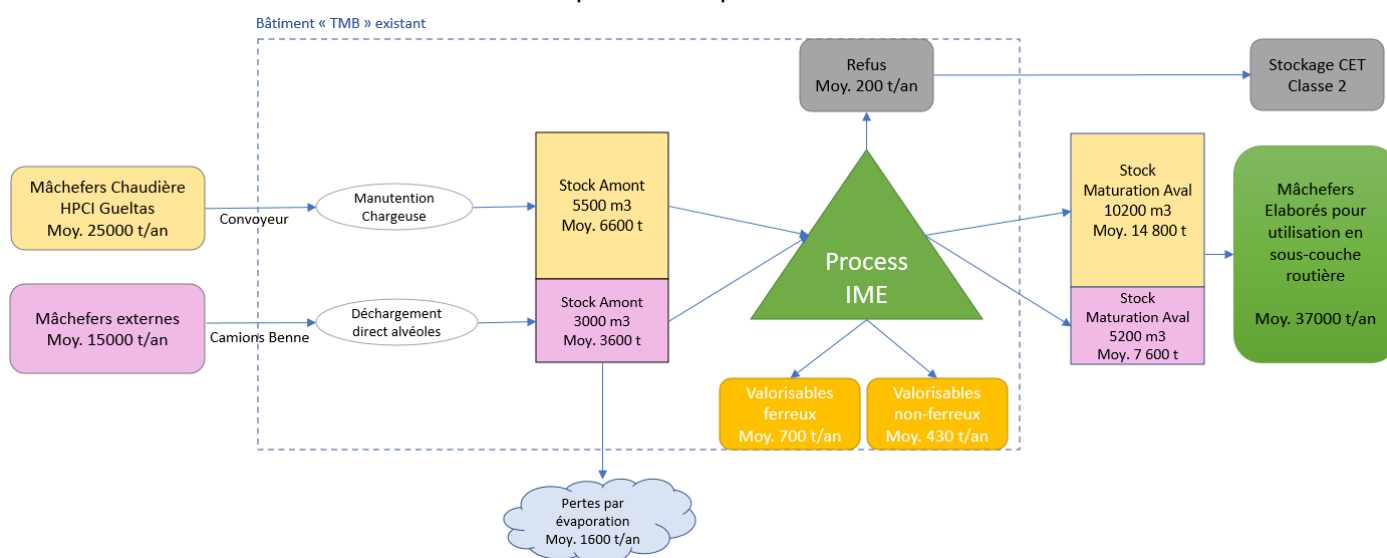 Bâtiment « TMB » existant
Refus
Moy. 200 t/an
Stockage CET
Classe 2
Mâchefers Chaudière
HPCI Gueltas
Moy. 25000 t/an
Convoyeur
Manutention
Chargeuse
Stock Amont
5500 m3
Moy. 6600 t
Process
IME
Stock
Maturation Aval
10200 m3
Moy. 14 800 t
Mâchefers
Elaborés pour
utilisation en
sous-couche
routière
Moy. 37000 t/an
Mâchefers externes
Moy. 15000 t/an
Camions Benne
Déchargement
direct alvéoles
Stock Amont
3000 m3
Moy. 3600 t
Stock
Maturation Aval
5200 m3
Moy. 7 600 t
Valorisables
ferreux
Moy. 700 t/an
Valorisables
non-ferreux
Moy. 430 t/an
Pertes par
évaporation
Moy. 1600 t/an